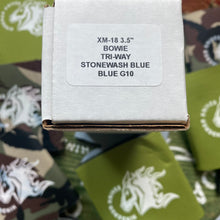 XM-18 3.5"
BOWIE
TRI-WAY
STONEWASH BLUE
BLUE G10